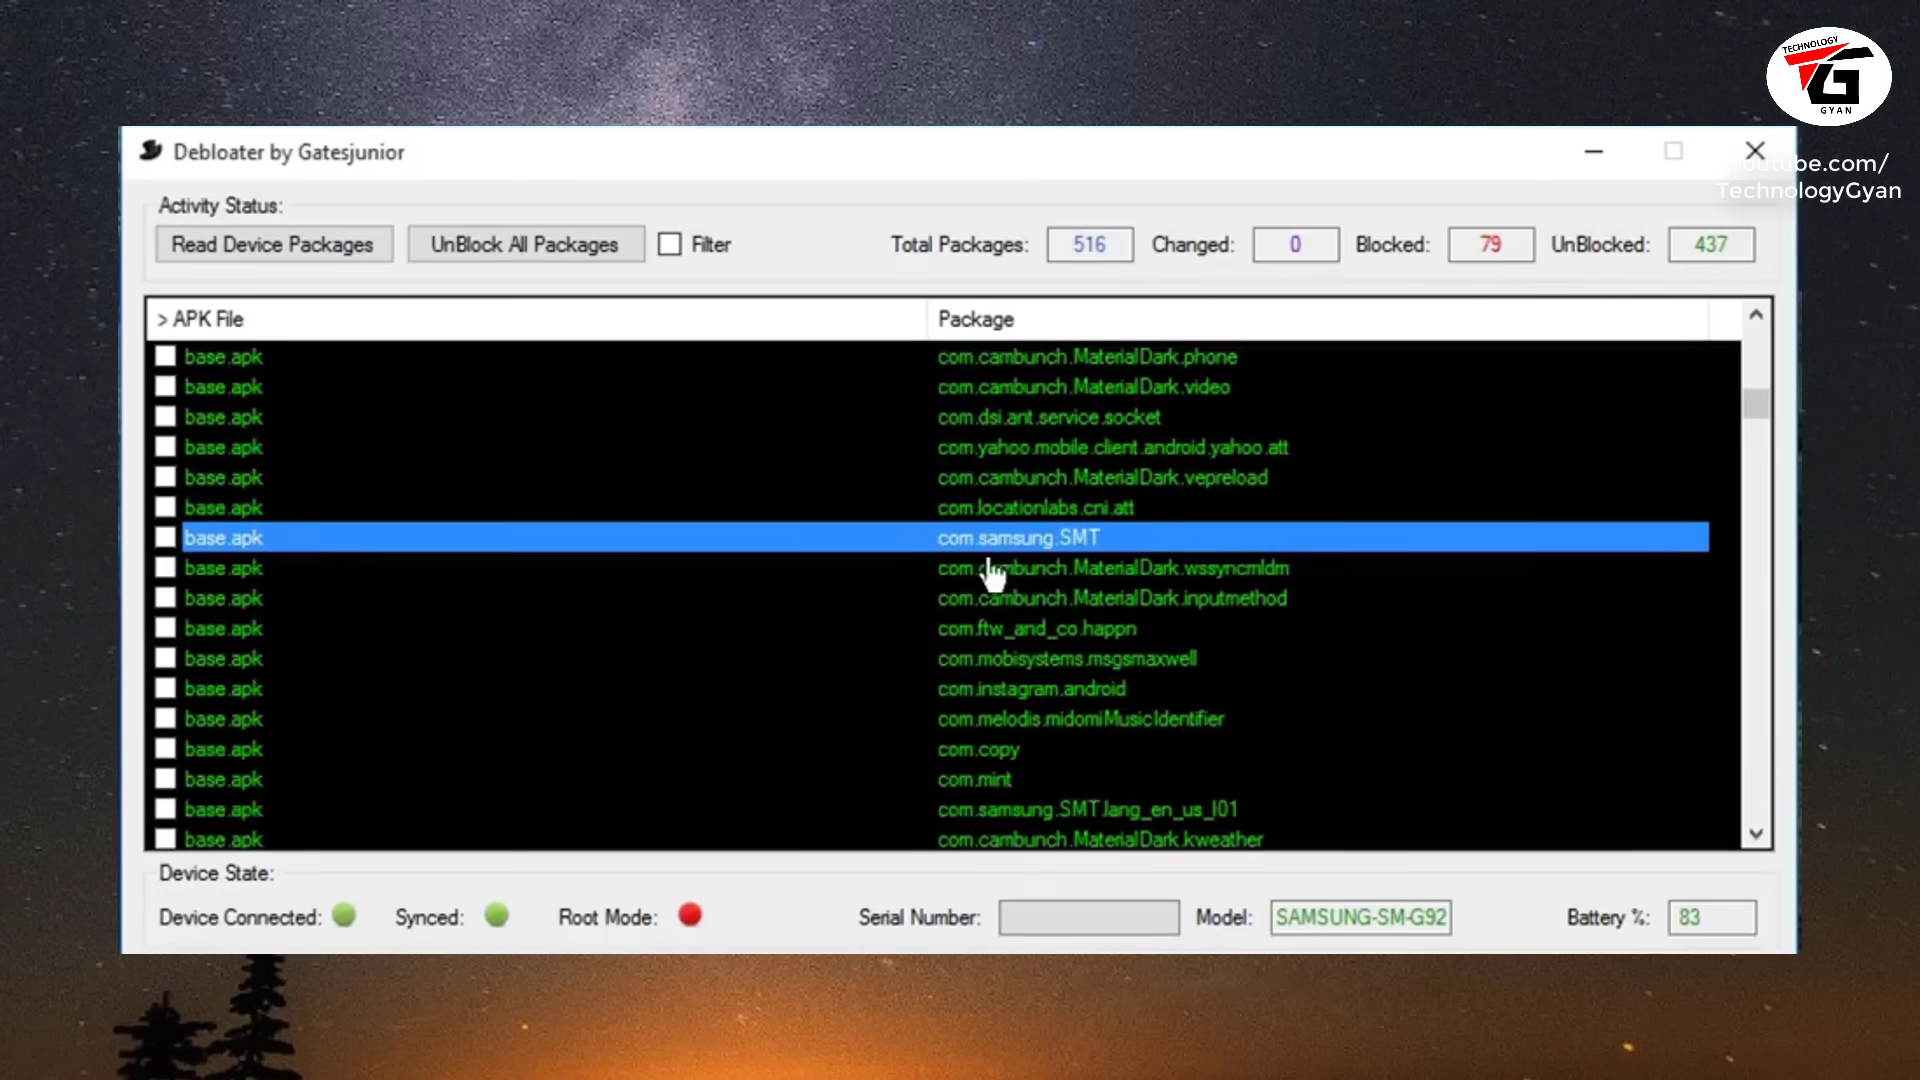 TECHNOLOGY
TG
GYAN
Debloater by Gatesjunior
TechnologyGyan
Activity Status:
Read Device Packages UnBlock All Packages Filter Total Packages: 516 Changed: 0 Blocked: 79 UnBlocked: 437
> APK File Package
base.apk com.cambunch.MaterialDark.phone
base.apk com.cambunch.MaterialDark.video
base.apk com.dsi.ant.service.socket
base.apk com.yahoo.mobile.client.android.yahoo.att
base.apk com.cambunch.MaterialDark.vepreload
base.apk com.locationlabs.cni.att
base.apk com.samsung.SMT
base.apk com.cambunch.MaterialDark.wssyncmldm
base.apk com.cambunch.MaterialDark.inputmethod
base.apk com.ftw_and_co.happn
base.apk com.mobisystems.msgsmaxwell
base.apk com.instagram.android
base.apk com.melodis.midomiMusicIdentifier
base.apk com.copy
base.apk com.mint
base.apk com.samsung.SMT.lang_en_us_l01
base.apk com.cambunch.MaterialDark.kweather
Device State:
Device Connected: Synced: Root Mode: Serial Number: Model: SAMSUNG-SM-G92 Battery %: 83